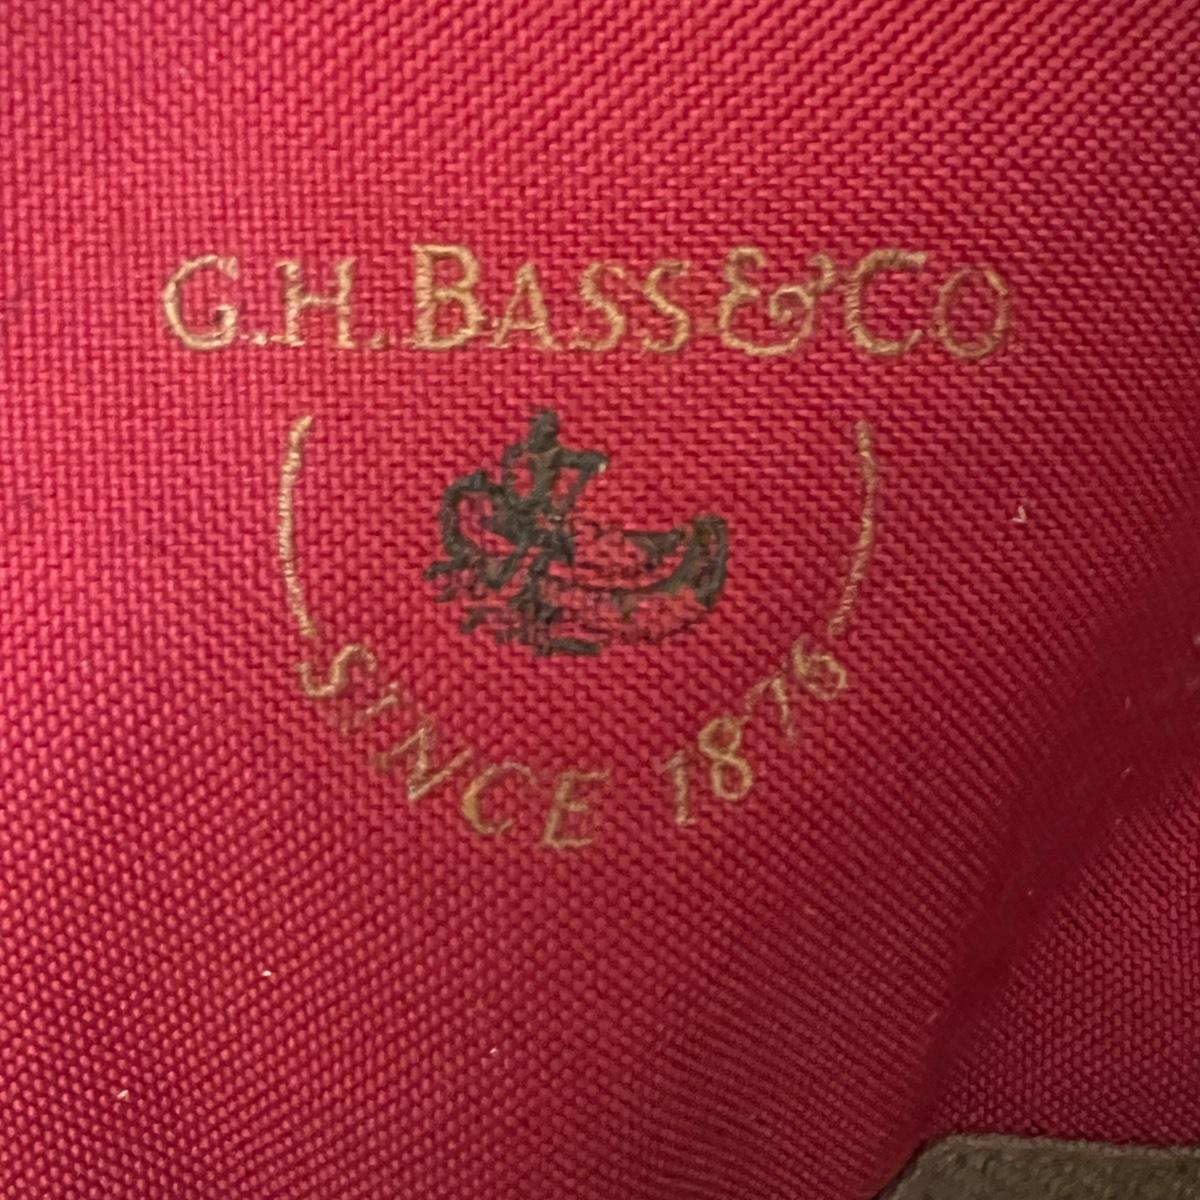 G.H. BASS & CO
SINCE 1876